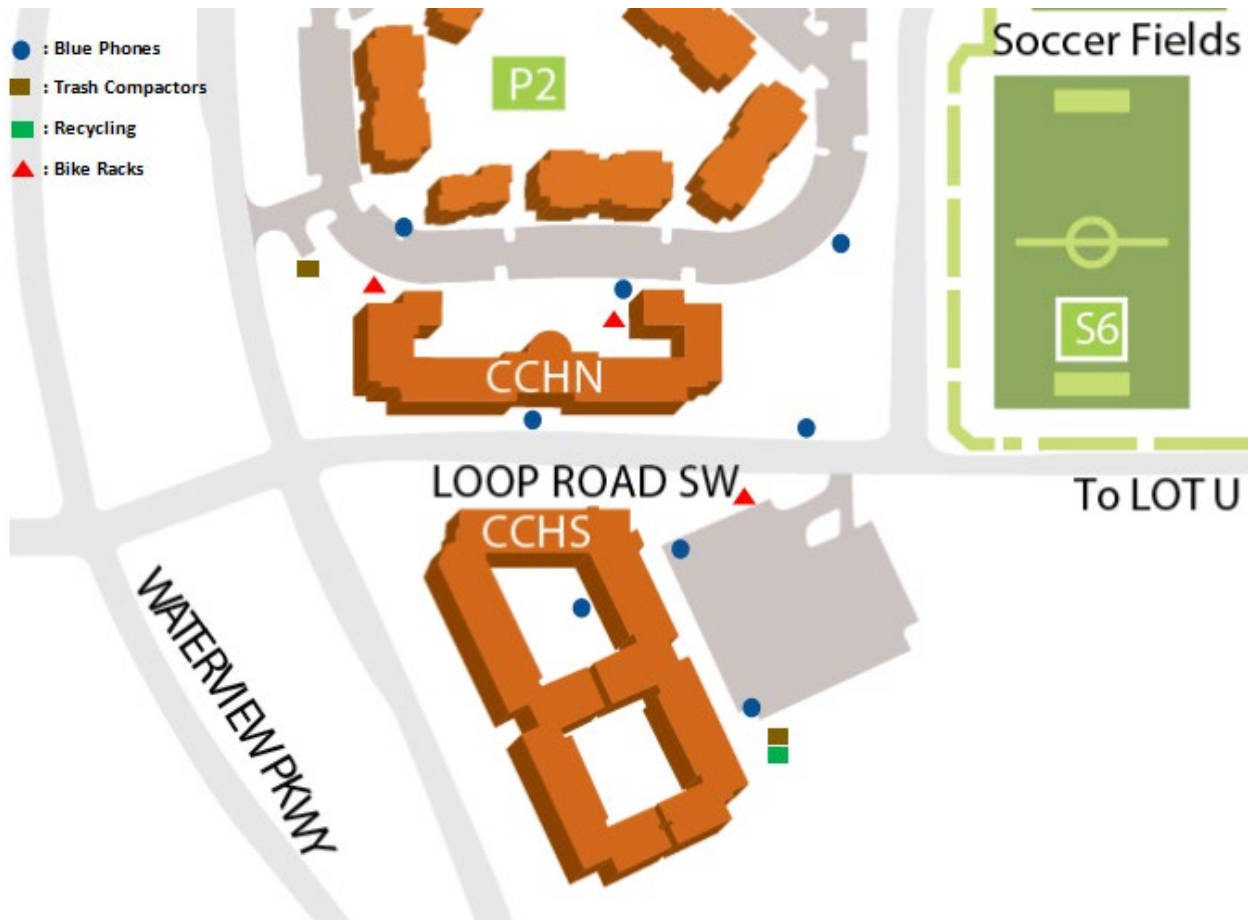 : Blue Phones
: Trash Compactors
: Recycling
: Bike Racks
P2
Soccer Fields
S6
CCHN
LOOP ROAD SW
To LOT U
CCHS
WATERVIEW PKWY